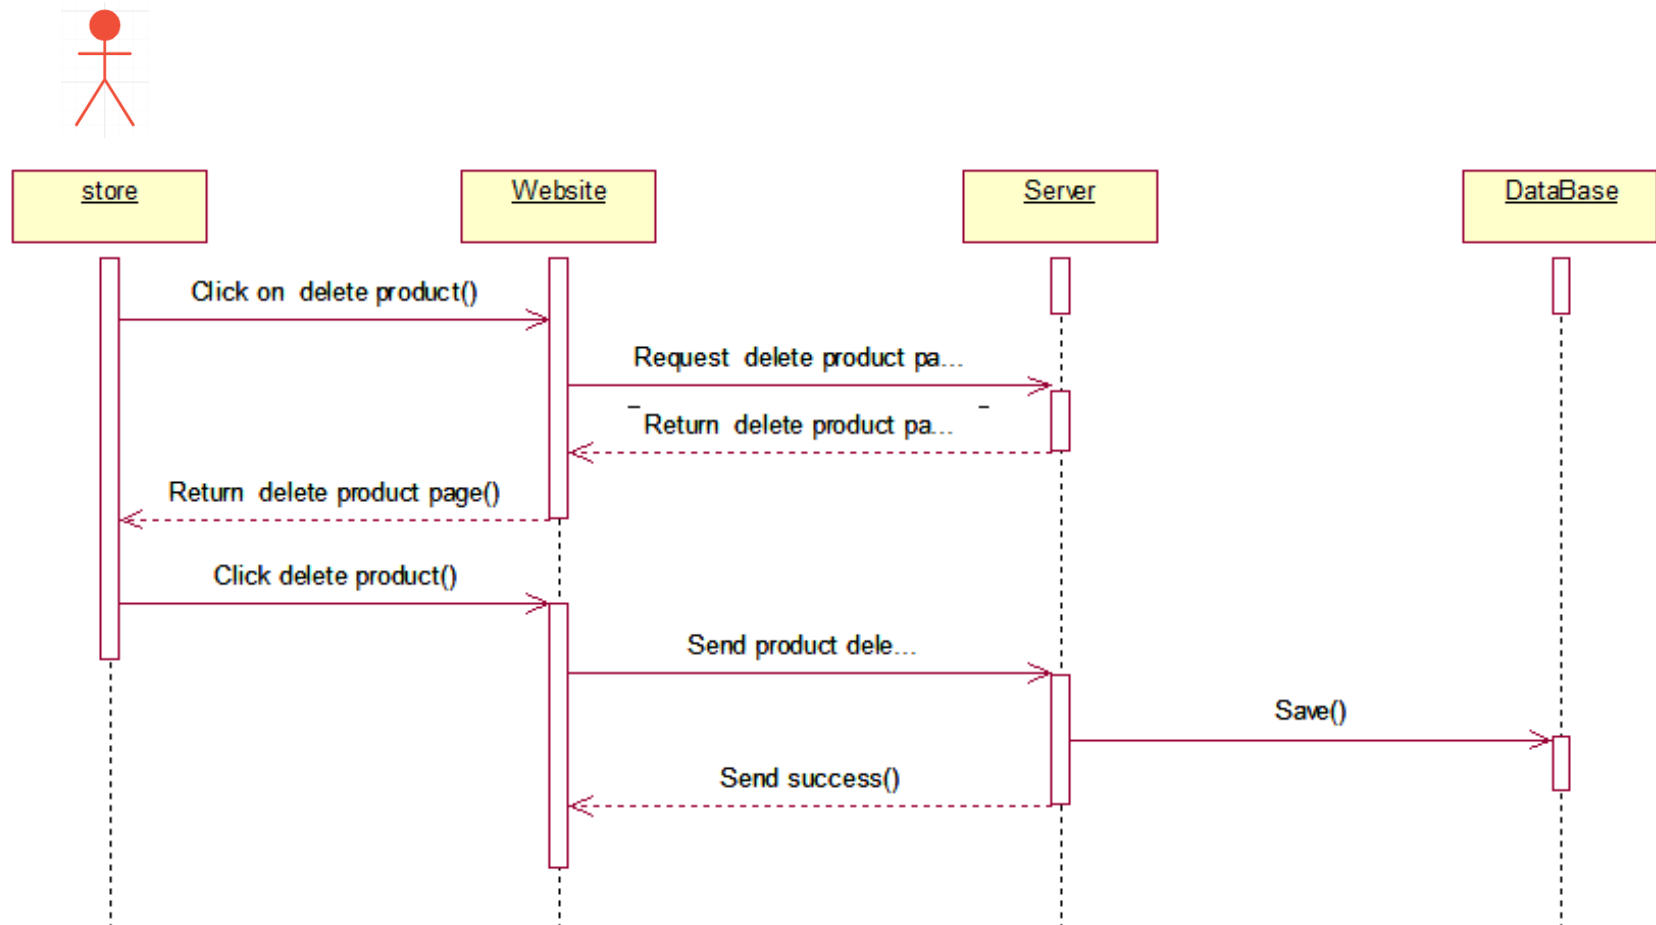 store
Website
Server
DataBase
Click on delete product()
Request delete product pa...
Return delete product pa...
Return delete product page()
Click delete product()
Send product dele...
Save()
Send success()